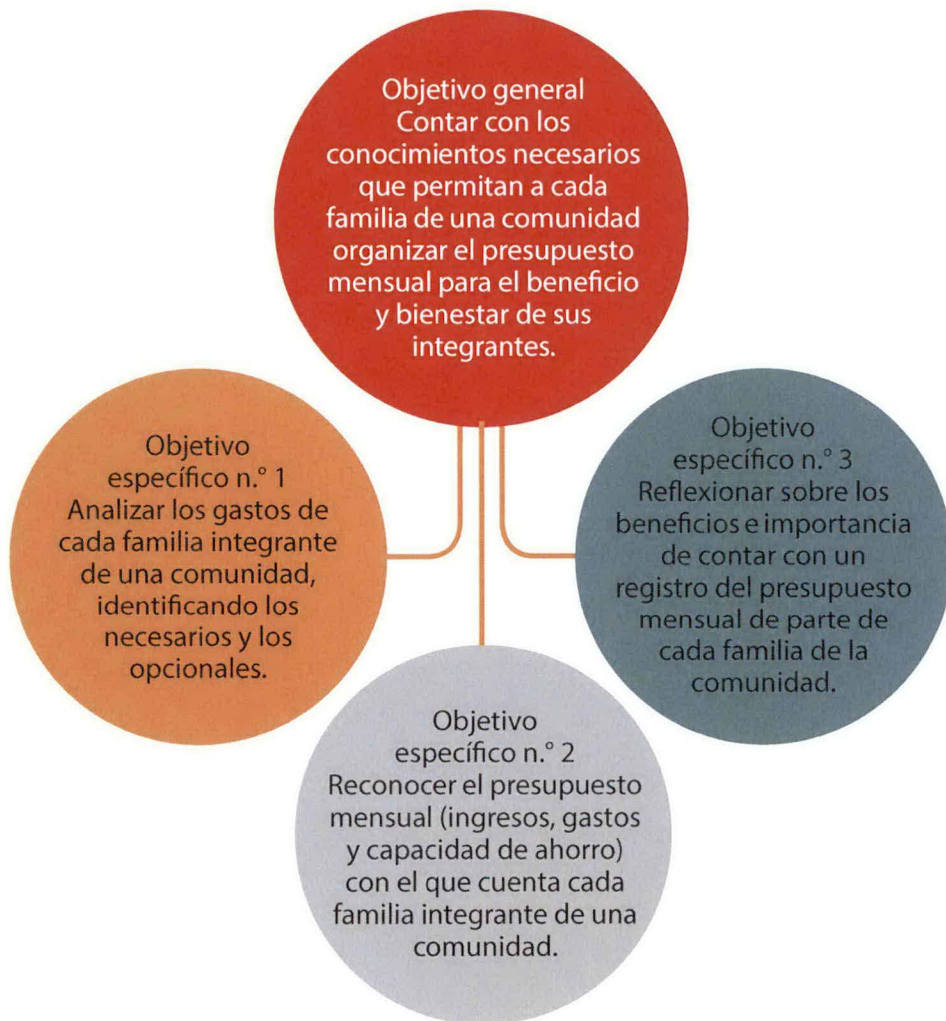 Objetivo general
Contar con los
conocimientos necesarios
que permitan a cada
familia de una comunidad
organizar el presupuesto
mensual para el beneficio
y bienestar de sus
integrantes.
Objetivo
específico n.° 1
Analizar los gastos de
cada familia integrante
de una comunidad,
identificando los
necesarios y los
opcionales.
Objetivo
específico n.° 2
Reconocer el presupuesto
mensual (ingresos, gastos
y capacidad de ahorro)
con el que cuenta cada
familia integrante de una
comunidad.
Objetivo
específico n.° 3
Reflexionar sobre los
beneficios e importancia
de contar con un
registro del presupuesto
mensual de parte de
cada familia de la
comunidad.